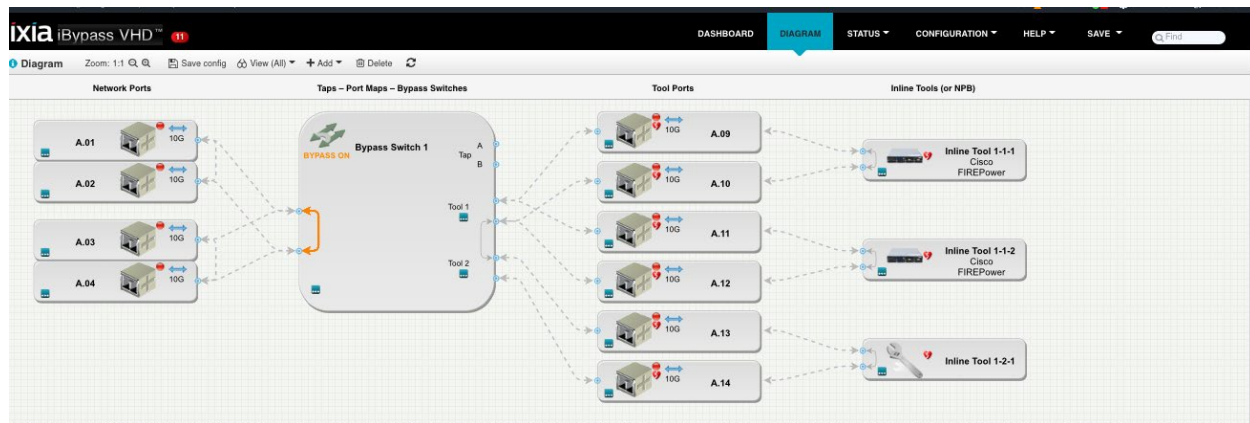 ixia iBypass VHD™ 11
DASHBOARD DIAGRAM STATUS CONFIGURATION HELP SAVE Find
Diagram Zoom: 1:1 Save config View (All) Add Delete
Network Ports Taps – Port Maps – Bypass Switches Tool Ports Inline Tools (or NPB)
A.01 10G
A.02 10G
A.03 10G
A.04 10G
BYPASS ON
Bypass Switch 1
Tap
A
B
Tool 1
Tool 2
10G A.09
10G A.10
10G A.11
10G A.12
10G A.13
10G A.14
Inline Tool 1-1-1
Cisco
FIREPower
Inline Tool 1-1-2
Cisco
FIREPower
Inline Tool 1-2-1